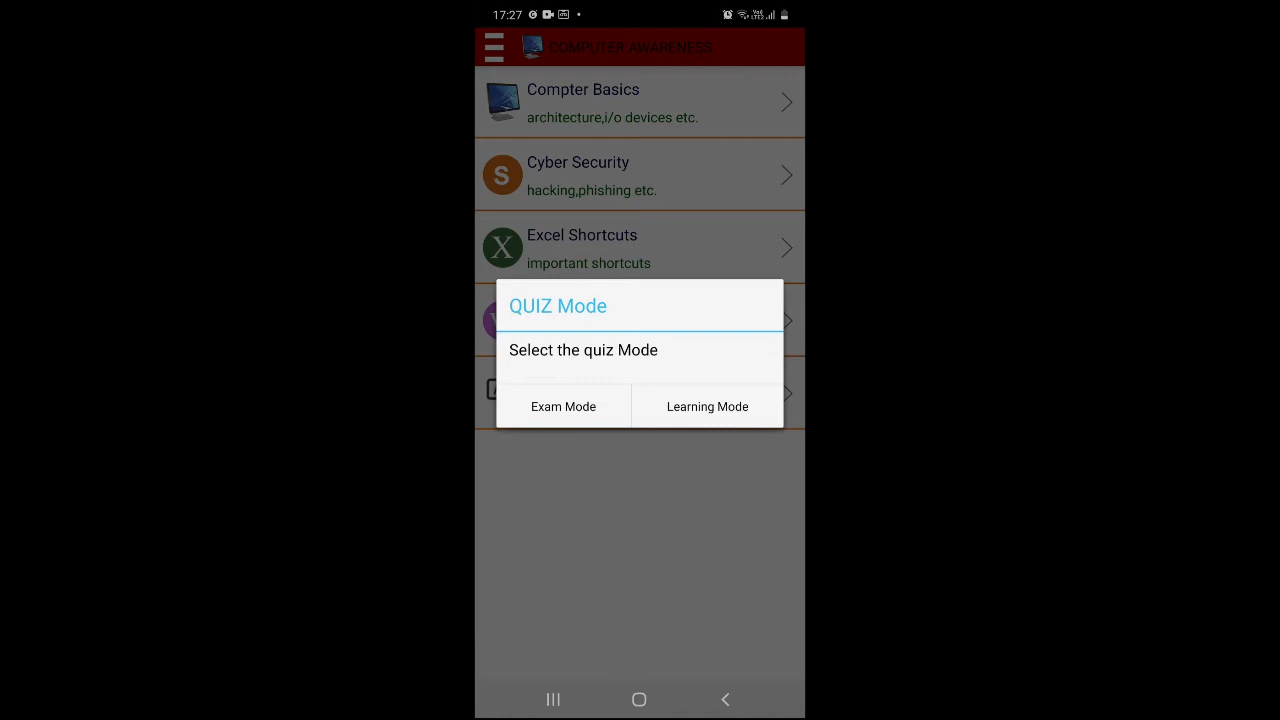 17:27
COMPUTER AWARENESS
Compter Basics
architecture,i/o devices etc.
Cyber Security
hacking,phishing etc.
S
Excel Shortcuts
X
important shortcuts
QUIZ Mode
Select the quiz Mode
Exam Mode
Learning Mode